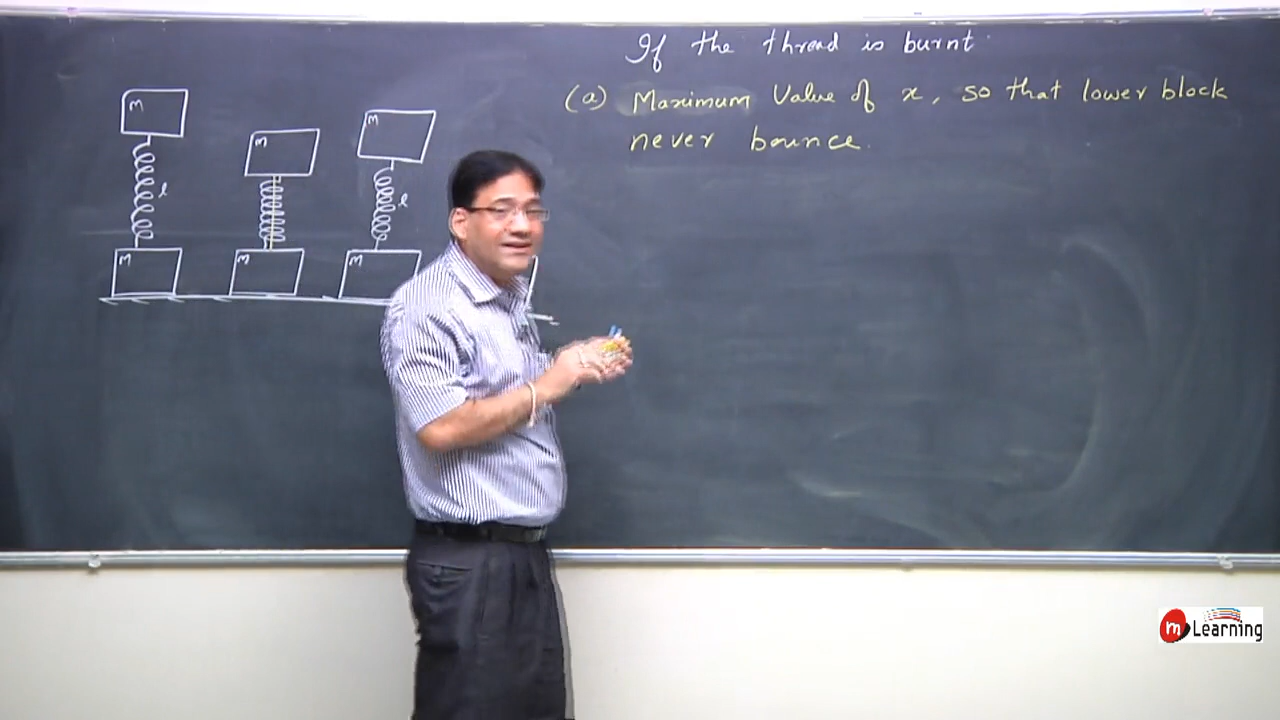 If the thread is burnt
(a) Maximum Value of x, so that lower block
never bounce.
m
m
m
l
l
m
m
m
m Learning